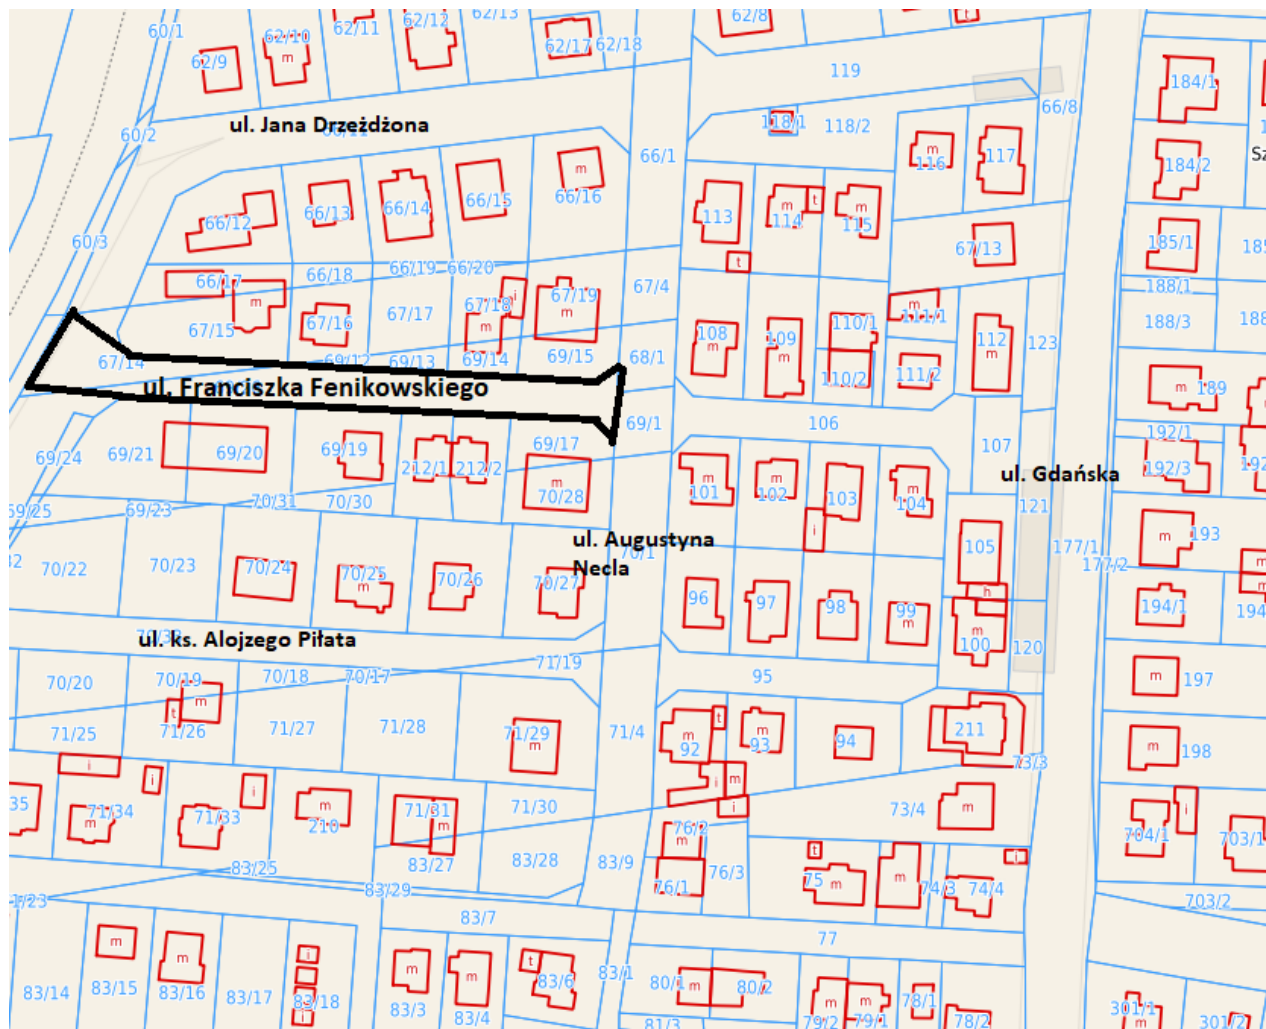 60/1
62/10
62/11
62/12
62/13
62/17 62/18
62/8
t
62/9
m
119
184/1
66/8
60/2
ul. Jana Drzeżdżona
118/1
118/2
66/1
116
m
117
184/2
Sz
m
66/16
66/15
66/14
66/13
66/12
113
m
114
t
m
115
60/3
67/13
185/1
185
t
66/17
66/18
66/19
66/20
67/4
188/1
m
67/15
67/16
67/17
67/18
i
m
67/19
m
108
m
109
m
110/1
m
111/1
112
m
123
188/3
188
67/14
69/12
69/13
69/14
69/15
68/1
110/2
111/2
m
189
ul. Franciszka Fenikowskiego
69/1
106
107
192/1
69/24
69/21
69/20
69/19
212/1
212/2
69/17
m
70/28
m
101
m
102
103
m
104
i
ul. Gdańska
192/3
192
121
69/25
69/23
70/31
70/30
ul. Augustyna
Necla
70/1
105
177/1
177/2
m
193
m
70/22
70/23
70/24
70/25
m
70/26
70/27
96
97
98
99
m
h
m
100
194/1
m
194
120
ul. ks. Alojzego Piłata
71/19
95
70/20
70/19
70/18
70/17
m
t
71/25
71/26
71/27
71/28
71/29
m
71/4
m
92
t
m
93
94
211
m
197
m
198
73/3
i
i
i
i
m
i
35
71/34
m
71/33
m
210
71/31
m
71/30
76/2
m
73/4
m
i
704/1
703/1
83/25
83/27
83/28
83/9
76/1
76/3
t
75
m
m
i
74/3
74/4
83/29
1/23
83/7
77
703/2
m
m
i
m
m
t
83/6
83/1
80/1
m
80/2
83/14
83/15
83/16
83/17
83/18
i
83/3
83/4
m
79/2
m
79/1
78/1
78/2
81/3
301/1
m
301/2